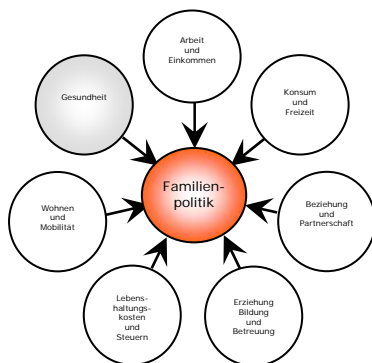 Arbeit
und
Einkommen
Gesundheit
Konsum
und
Freizeit
Familien-
politik
Wohnen
und
Mobilität
Beziehung
und
Partnerschaft
Lebens-
haltungs-
kosten
und
Steuern
Erziehung
Bildung
und
Betreuung